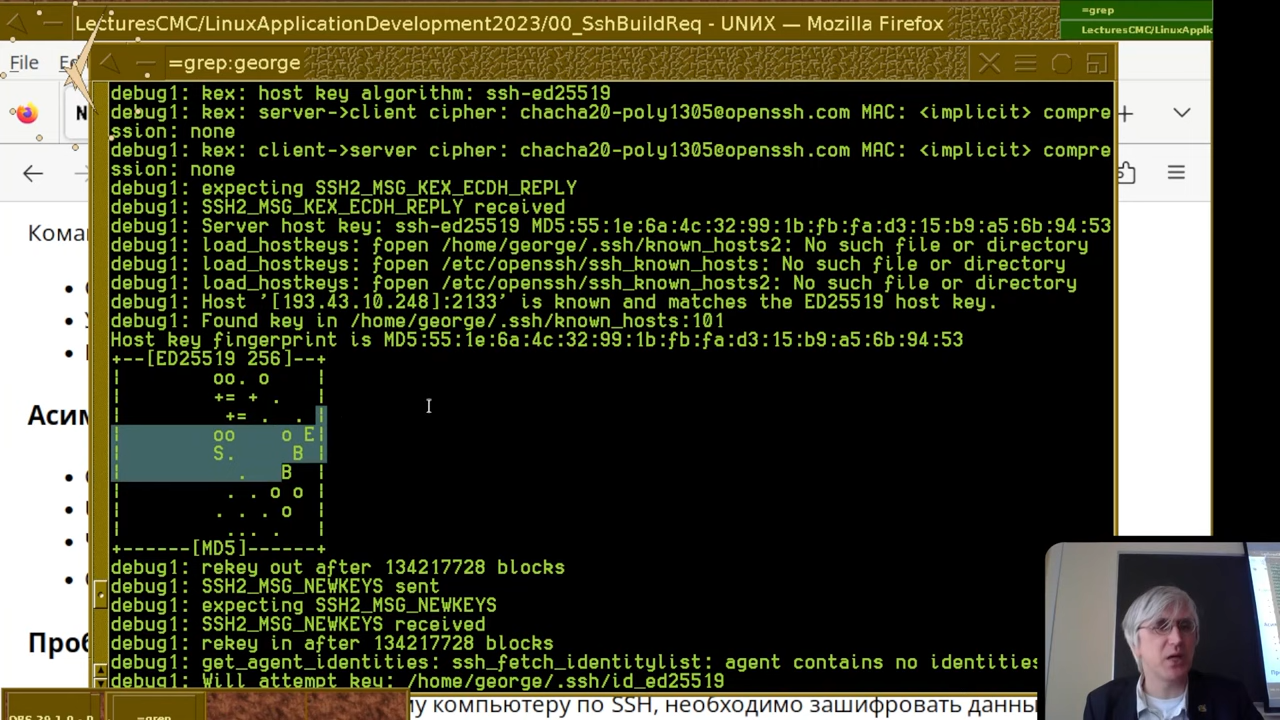 LecturesCMC/LinuxApplicationDevelopment2023/00_SshBuildReq - UNИX — Mozilla Firefox
=grep
LecturesCMC/LinuxApplic
File
=grep:george
debug1: kex: host key algorithm: ssh-ed25519
debug1: kex: server->client cipher: chacha20-poly1305@openssh.com MAC: <implicit> compre
ssion: none
debug1: kex: client->server cipher: chacha20-poly1305@openssh.com MAC: <implicit> compre
ssion: none
debug1: expecting SSH2_MSG_KEX_ECDH_REPLY
debug1: SSH2_MSG_KEX_ECDH_REPLY received
debug1: Server host key: ssh-ed25519 MD5:55:1e:6a:4c:32:99:1b:fb:fa:d3:15:b9:a5:6b:94:53
debug1: load_hostkeys: fopen /home/george/.ssh/known_hosts2: No such file or directory
debug1: load_hostkeys: fopen /etc/openssh/ssh_known_hosts: No such file or directory
debug1: load_hostkeys: fopen /etc/openssh/ssh_known_hosts2: No such file or directory
debug1: Host '[193.43.10.248]:2133' is known and matches the ED25519 host key.
debug1: Found key in /home/george/.ssh/known_hosts:101
Host key fingerprint is MD5:55:1e:6a:4c:32:99:1b:fb:fa:d3:15:b9:a5:6b:94:53
+--[ED25519 256]--+
|        oo. o    |
|        += + .   |
|         += .  . |
|        oo    o E|
|        S.     B |
|          .   B  |
|         . . o o |
|        . . .o   |
|         ... .   |
+------[MD5]------+
debug1: rekey out after 134217728 blocks
debug1: SSH2_MSG_NEWKEYS sent
debug1: expecting SSH2_MSG_NEWKEYS
debug1: SSH2_MSG_NEWKEYS received
debug1: rekey in after 134217728 blocks
debug1: get_agent_identities: ssh_fetch_identitylist: agent contains no identities
debug1: Will attempt key: /home/george/.ssh/id_ed25519
Кома
Асим
Проб
му компьютеру по SSH, необходимо зашифровать данны
=grep